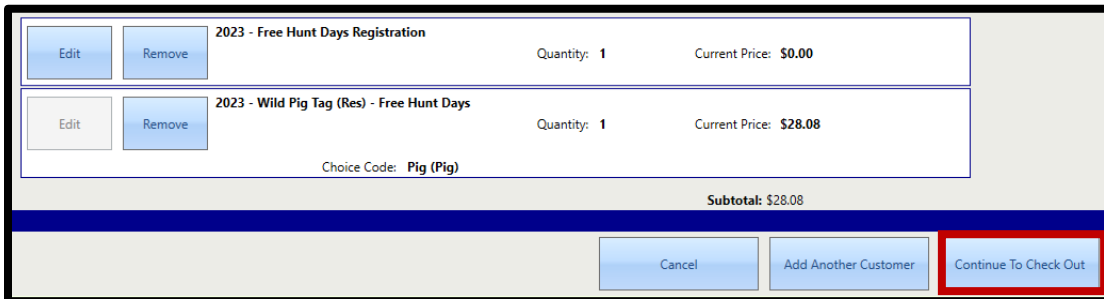 2023 - Free Hunt Days Registration
Edit Remove Quantity: 1 Current Price: $0.00
2023 - Wild Pig Tag (Res) - Free Hunt Days
Edit Remove Quantity: 1 Current Price: $28.08
Choice Code: Pig (Pig)
Subtotal: $28.08
Cancel Add Another Customer Continue To Check Out